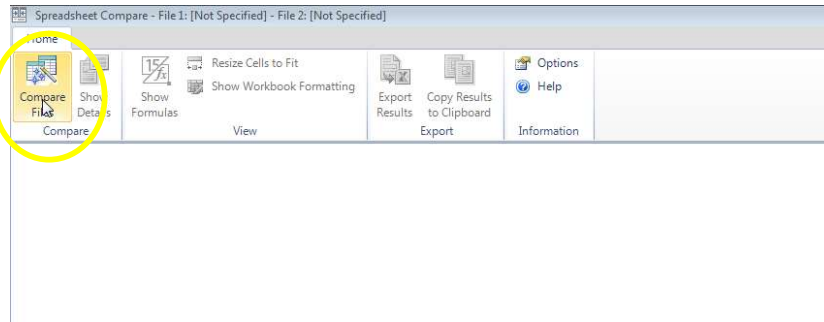 Spreadsheet Compare - File 1: [Not Specified] - File 2: [Not Specified]
Home
Compare Files
Show Details
Compare
Show Formulas
Resize Cells to Fit
Show Workbook Formatting
View
Export Results
Copy Results to Clipboard
Export
Options
Help
Information